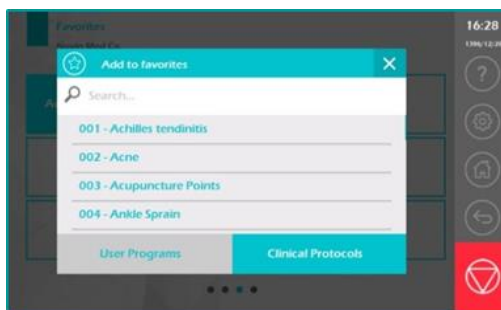 Favorites
16:28
Add to favorites
Search...
001 - Achilles tendinitis
002 - Acne
003 - Acupuncture Points
004 - Ankle Sprain
User Programs
Clinical Protocols